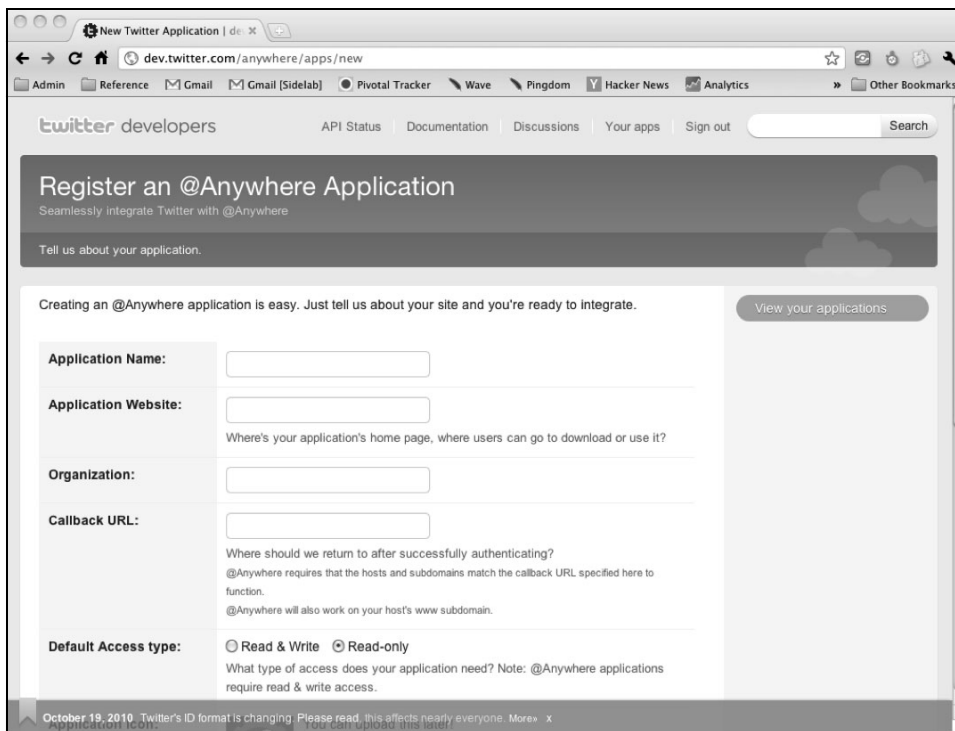 New Twitter Application | de
dev.twitter.com/anywhere/apps/new
Admin Reference Gmail Gmail [Sidelab] Pivotal Tracker Wave Pingdom Y Hacker News Analytics » Other Bookmarks
twitter developers API Status Documentation Discussions Your apps Sign out Search
Register an @Anywhere Application
Seamlessly integrate Twitter with @Anywhere
Tell us about your application.
Creating an @Anywhere application is easy. Just tell us about your site and you're ready to integrate.
View your applications
Application Name:
Application Website:
Where's your application's home page, where users can go to download or use it?
Organization:
Callback URL:
Where should we return to after successfully authenticating?
@Anywhere requires that the hosts and subdomains match the callback URL specified here to
function.
@Anywhere will also work on your host's www subdomain.
Default Access type: Read & Write Read-only
What type of access does your application need? Note: @Anywhere applications
require read & write access.
October 19, 2010 Twitter's ID format is changing. Please read, this affects nearly everyone. More» x
Application Icon: You can upload this later.